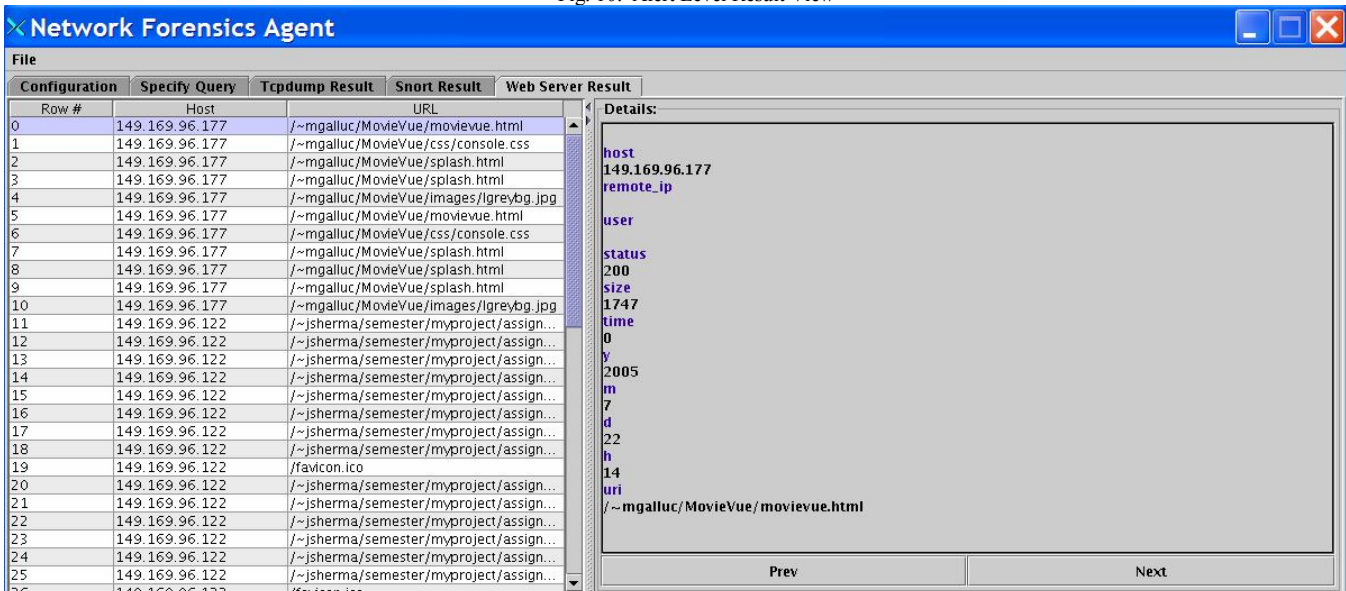 Fig. 10. Alert Level Result View
Network Forensics Agent
File
Configuration Specify Query Tcpdump Result Snort Result Web Server Result
Row # Host URL
0 149.169.96.177 /~mgalluc/MovieVue/movievue.html
1 149.169.96.177 /~mgalluc/MovieVue/css/console.css
2 149.169.96.177 /~mgalluc/MovieVue/splash.html
3 149.169.96.177 /~mgalluc/MovieVue/splash.html
4 149.169.96.177 /~mgalluc/MovieVue/images/lgreybg.jpg
5 149.169.96.177 /~mgalluc/MovieVue/movievue.html
6 149.169.96.177 /~mgalluc/MovieVue/css/console.css
7 149.169.96.177 /~mgalluc/MovieVue/splash.html
8 149.169.96.177 /~mgalluc/MovieVue/splash.html
9 149.169.96.177 /~mgalluc/MovieVue/splash.html
10 149.169.96.177 /~mgalluc/MovieVue/images/lgreybg.jpg
11 149.169.96.122 /~jsherma/semester/myproject/assign...
12 149.169.96.122 /~jsherma/semester/myproject/assign...
13 149.169.96.122 /~jsherma/semester/myproject/assign...
14 149.169.96.122 /~jsherma/semester/myproject/assign...
15 149.169.96.122 /~jsherma/semester/myproject/assign...
16 149.169.96.122 /~jsherma/semester/myproject/assign...
17 149.169.96.122 /~jsherma/semester/myproject/assign...
18 149.169.96.122 /~jsherma/semester/myproject/assign...
19 149.169.96.122 /favicon.ico
20 149.169.96.122 /~jsherma/semester/myproject/assign...
21 149.169.96.122 /~jsherma/semester/myproject/assign...
22 149.169.96.122 /~jsherma/semester/myproject/assign...
23 149.169.96.122 /~jsherma/semester/myproject/assign...
24 149.169.96.122 /~jsherma/semester/myproject/assign...
25 149.169.96.122 /~jsherma/semester/myproject/assign...
Details:
host
149.169.96.177
remote_ip
user
status
200
size
1747
time
0
y
2005
m
7
d
22
h
14
uri
/~mgalluc/MovieVue/movievue.html
Prev Next